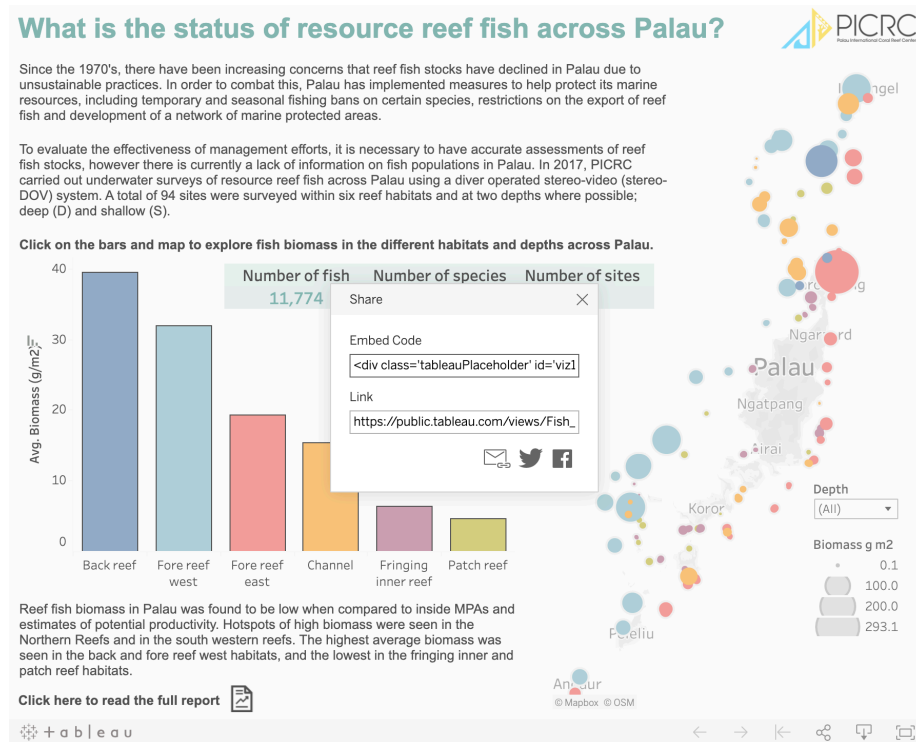 What is the status of resource reef fish across Palau?
PICRC
Palau International Coral Reef Center
Since the 1970's, there have been increasing concerns that reef fish stocks have declined in Palau due to
unsustainable practices. In order to combat this, Palau has implemented measures to help protect its marine
resources, including temporary and seasonal fishing bans on certain species, restrictions on the export of reef
fish and development of a network of marine protected areas.
To evaluate the effectiveness of management efforts, it is necessary to have accurate assessments of reef
fish stocks, however there is currently a lack of information on fish populations in Palau. In 2017, PICRC
carried out underwater surveys of resource reef fish across Palau using a diver operated stereo-video (stereo-
DOV) system. A total of 94 sites were surveyed within six reef habitats and at two depths where possible;
deep (D) and shallow (S).
Click on the bars and map to explore fish biomass in the different habitats and depths across Palau.
Number of fish
Number of species
Number of sites
11,774
Share
Embed Code
<div class='tableauPlaceholder' id='viz1
Link
https://public.tableau.com/views/Fish_
Avg. Biomass (g/m2)
40
30
20
10
0
Back reef
Fore reef
west
Fore reef
east
Channel
Fringing
inner reef
Patch reef
Palau
Ngatpang
Koror
Depth
(All)
Biomass g m2
0.1
100.0
200.0
293.1
© Mapbox © OSM
Reef fish biomass in Palau was found to be low when compared to inside MPAs and
estimates of potential productivity. Hotspots of high biomass were seen in the
Northern Reefs and in the south western reefs. The highest average biomass was
seen in the back and fore reef west habitats, and the lowest in the fringing inner and
patch reef habitats.
Click here to read the full report
+ a b l e a u